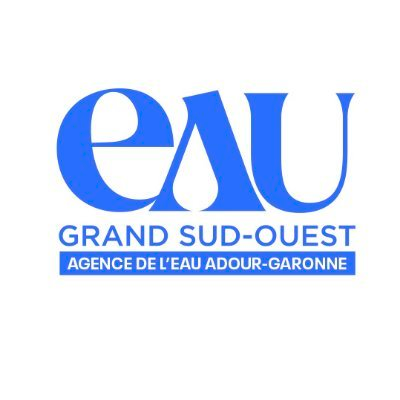 eAU
GRAND SUD-OUEST
AGENCE DE L'EAU ADOUR-GARONNE